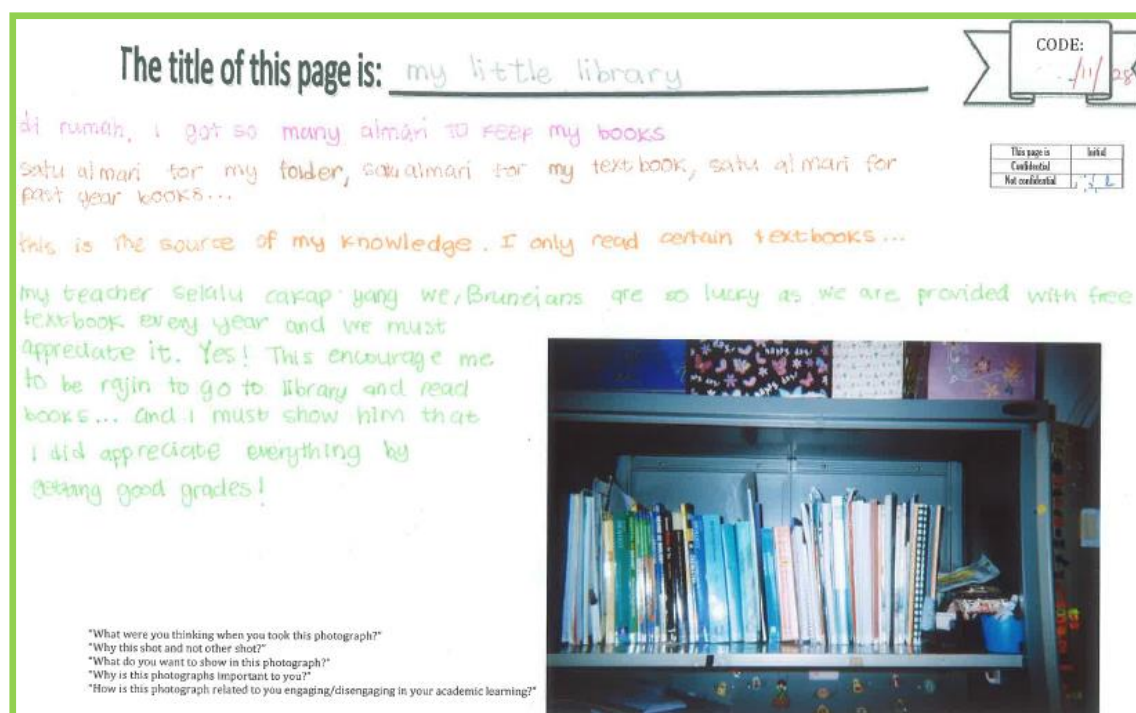 The title of this page is: my little library
CODE:
/11/ 28
di rumah, i got so many almari TO KEEP my books
This page is Initial
Confidential
Not confidential
satu almari for my folder, satu almari for my textbook, satu almari for
past year books...
this is the source of my knowledge. I only read certain textbooks...
my teacher selalu cakap yang we, Bruneians are so lucky as we are provided with free
textbook every year and we must
appreciate it. Yes! This encourage me
to be rajin to go to library and read
books... and i must show him that
i did appreciate everything by
getting good grades!
"What were you thinking when you took this photograph?"
"Why this shot and not other shot?"
"What do you want to show in this photograph?"
"Why is this photographs important to you?"
"How is this photograph related to you engaging/disengaging in your academic learning?"